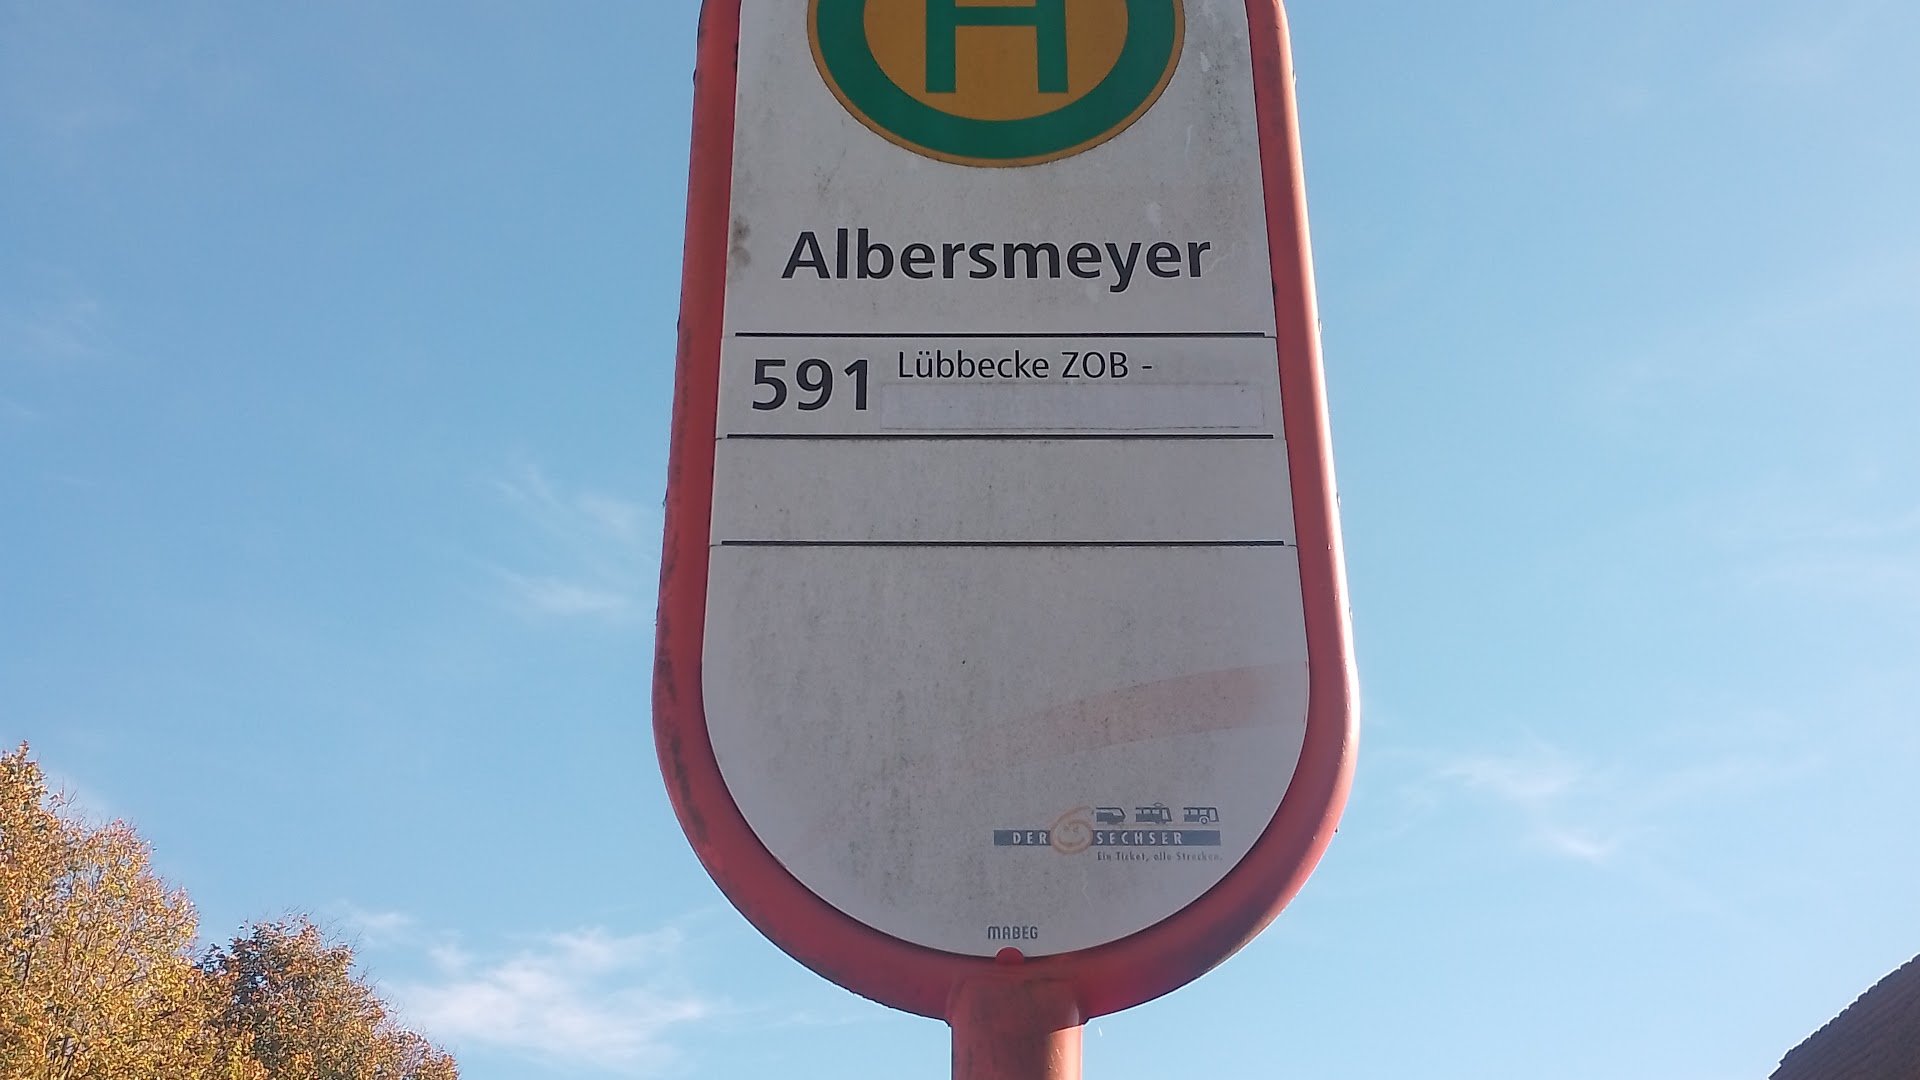 H
Albersmeyer
591 Lübbecke ZOB -
DER SECHSER
Ein Ticket, alle Strecken.
MABEG